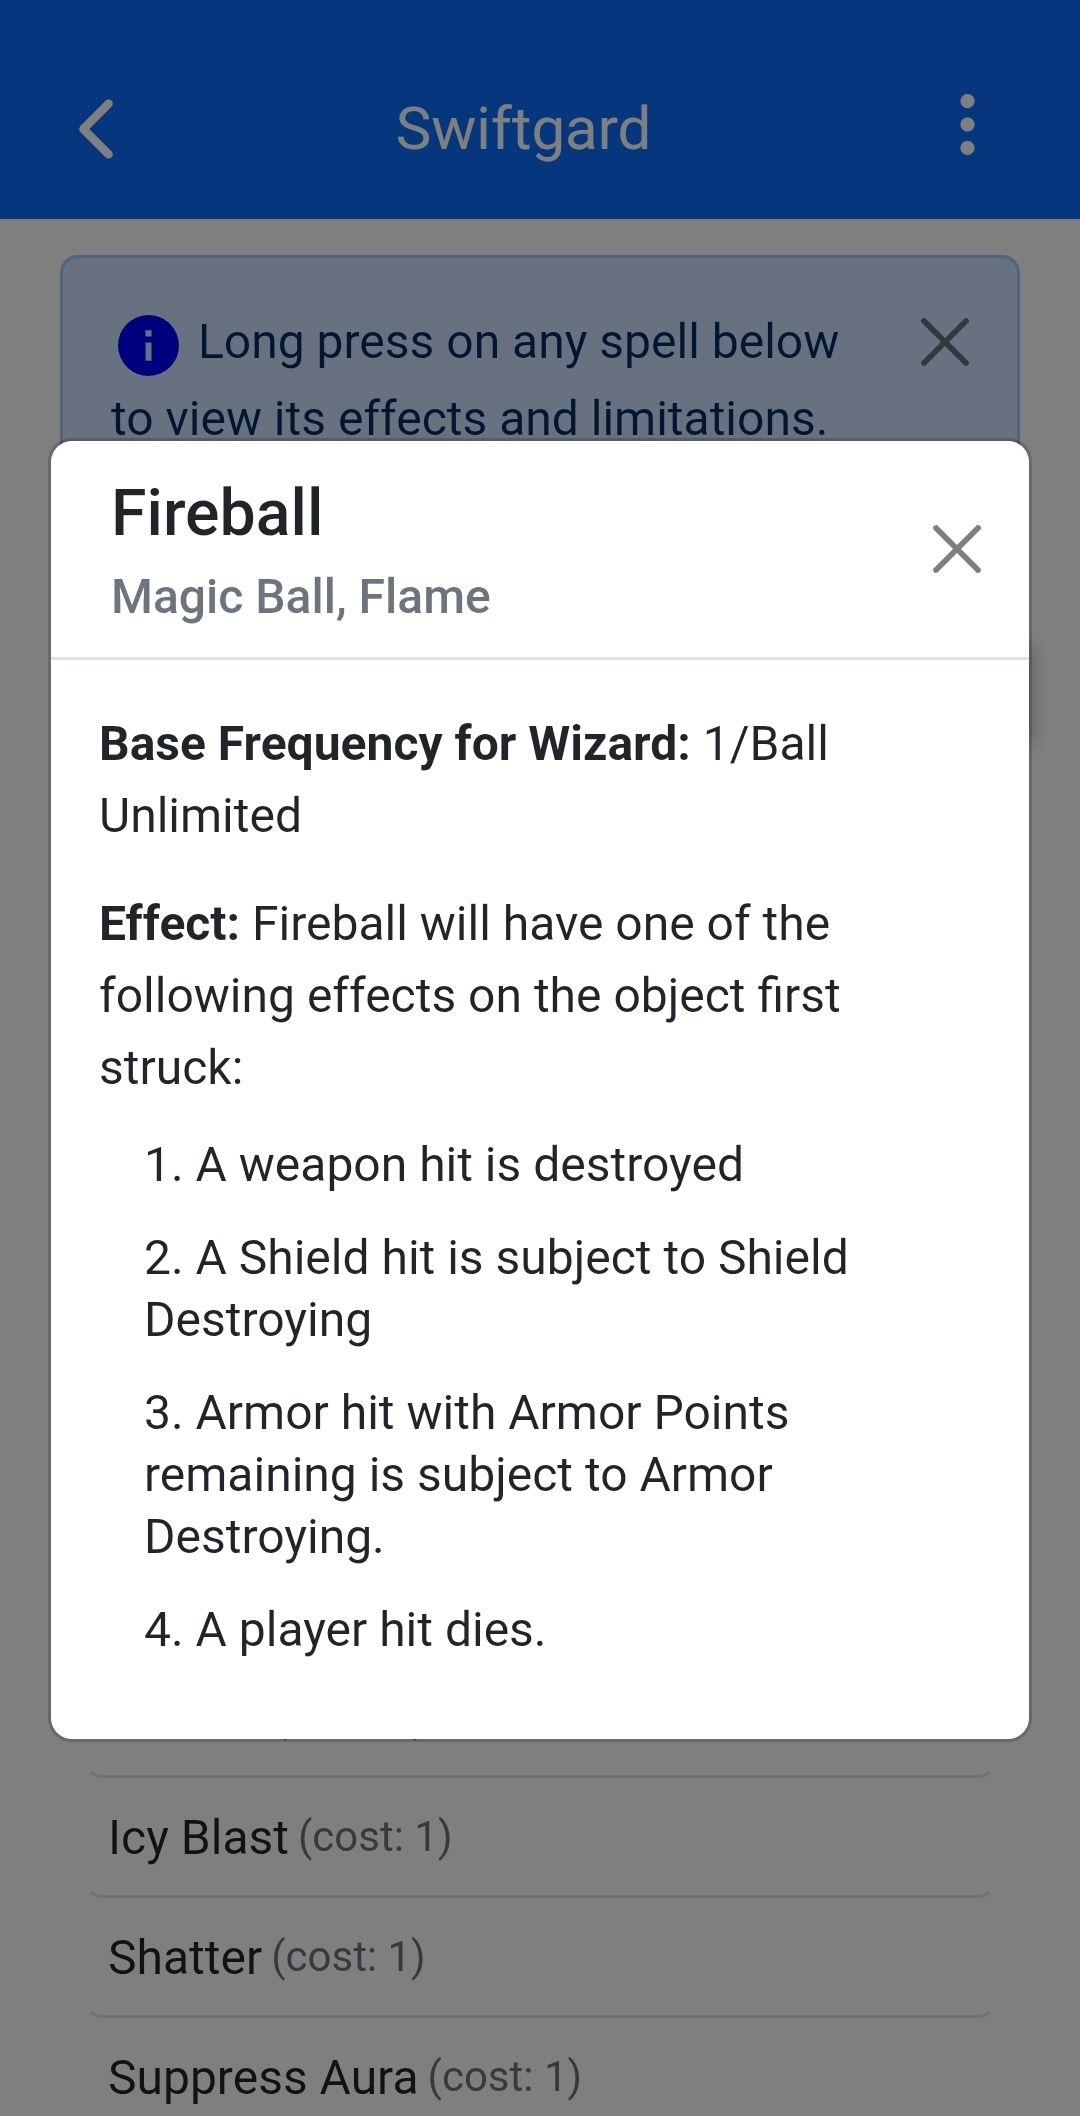 Swiftgard
Long press on any spell below
to view its effects and limitations.
Fireball
Magic Ball, Flame
Base Frequency for Wizard: 1/Ball
Unlimited
Effect: Fireball will have one of the
following effects on the object first
struck:
1. A weapon hit is destroyed
2. A Shield hit is subject to Shield
Destroying
3. Armor hit with Armor Points
remaining is subject to Armor
Destroying.
4. A player hit dies.
Icy Blast (cost: 1)
Shatter (cost: 1)
Suppress Aura (cost: 1)